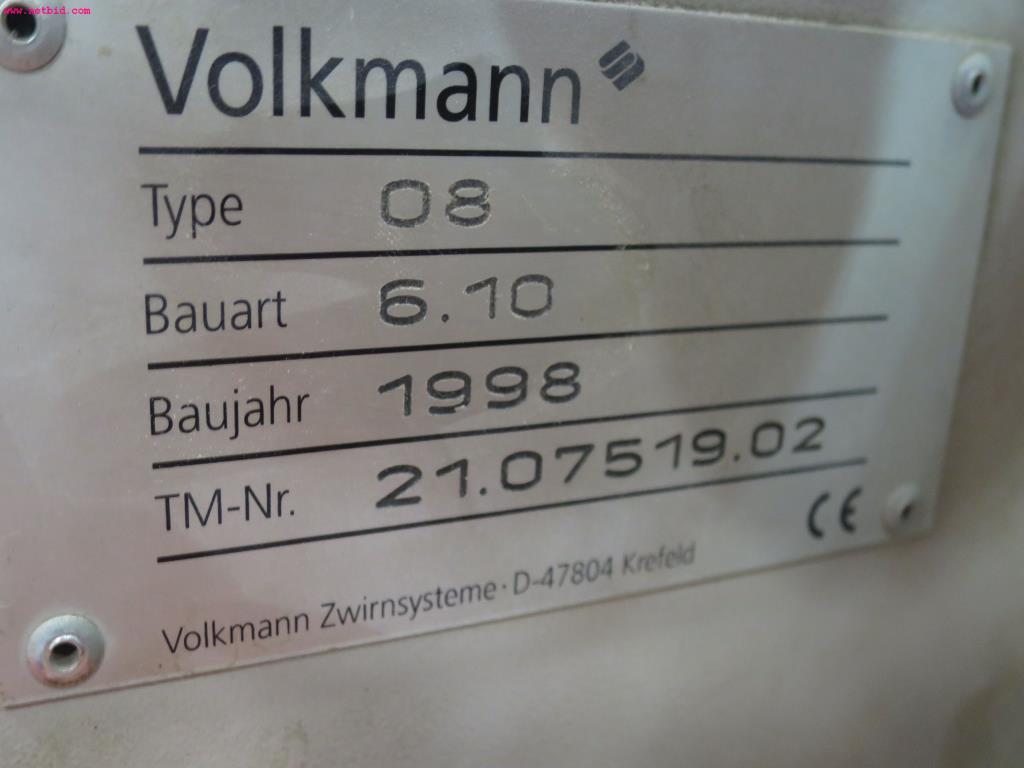 www.netbid.com
Volkmann
Type 08
Bauart 6.10
Baujahr 1998
TM-Nr. 21.07519.02
CE
Volkmann Zwirnsysteme · D-47804 Krefeld